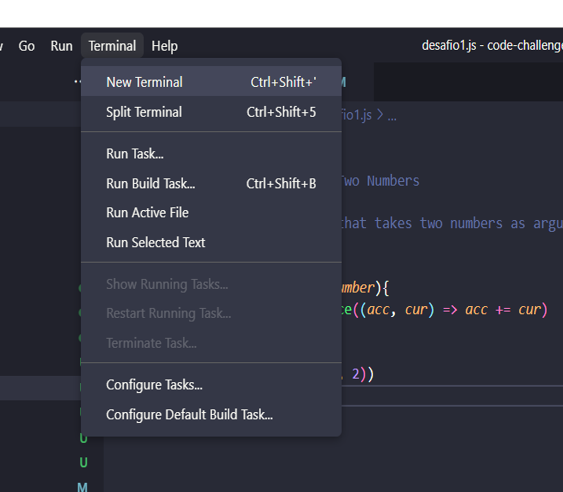 Go Run Terminal Help desafio1.js - code-challenge
New Terminal Ctrl+Shift+'
M
Split Terminal Ctrl+Shift+5
fio1.js > ...
Run Task...
Run Build Task... Ctrl+Shift+B
Two Numbers
Run Active File
that takes two numbers as argu
Run Selected Text
Show Running Tasks...
umber){
Restart Running Task...
ce((acc, cur) => acc += cur)
Terminate Task...
, 2))
Configure Tasks...
Configure Default Build Task...
U
U
M